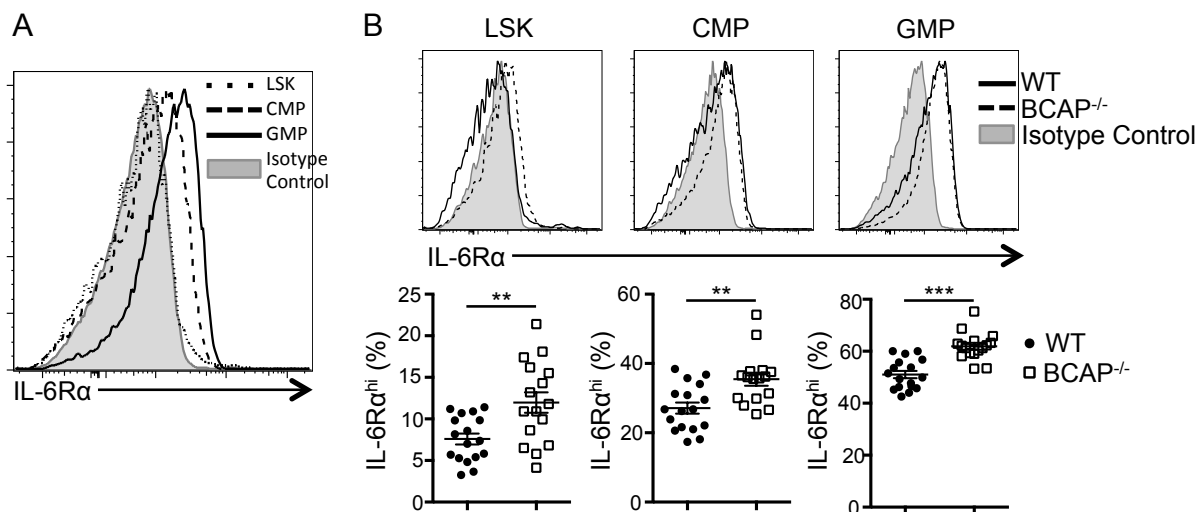 A
LSK
CMP
GMP
Isotype
Control
IL-6Rα
B
LSK CMP GMP
WT
BCAP-/-
Isotype Control
IL-6Rα
IL-6Rαhi (%)
25
20
15
10
5
0
**
IL-6Rαhi (%)
60
40
20
0
**
IL-6Rαhi (%)
80
60
40
20
0
***
WT
BCAP-/-